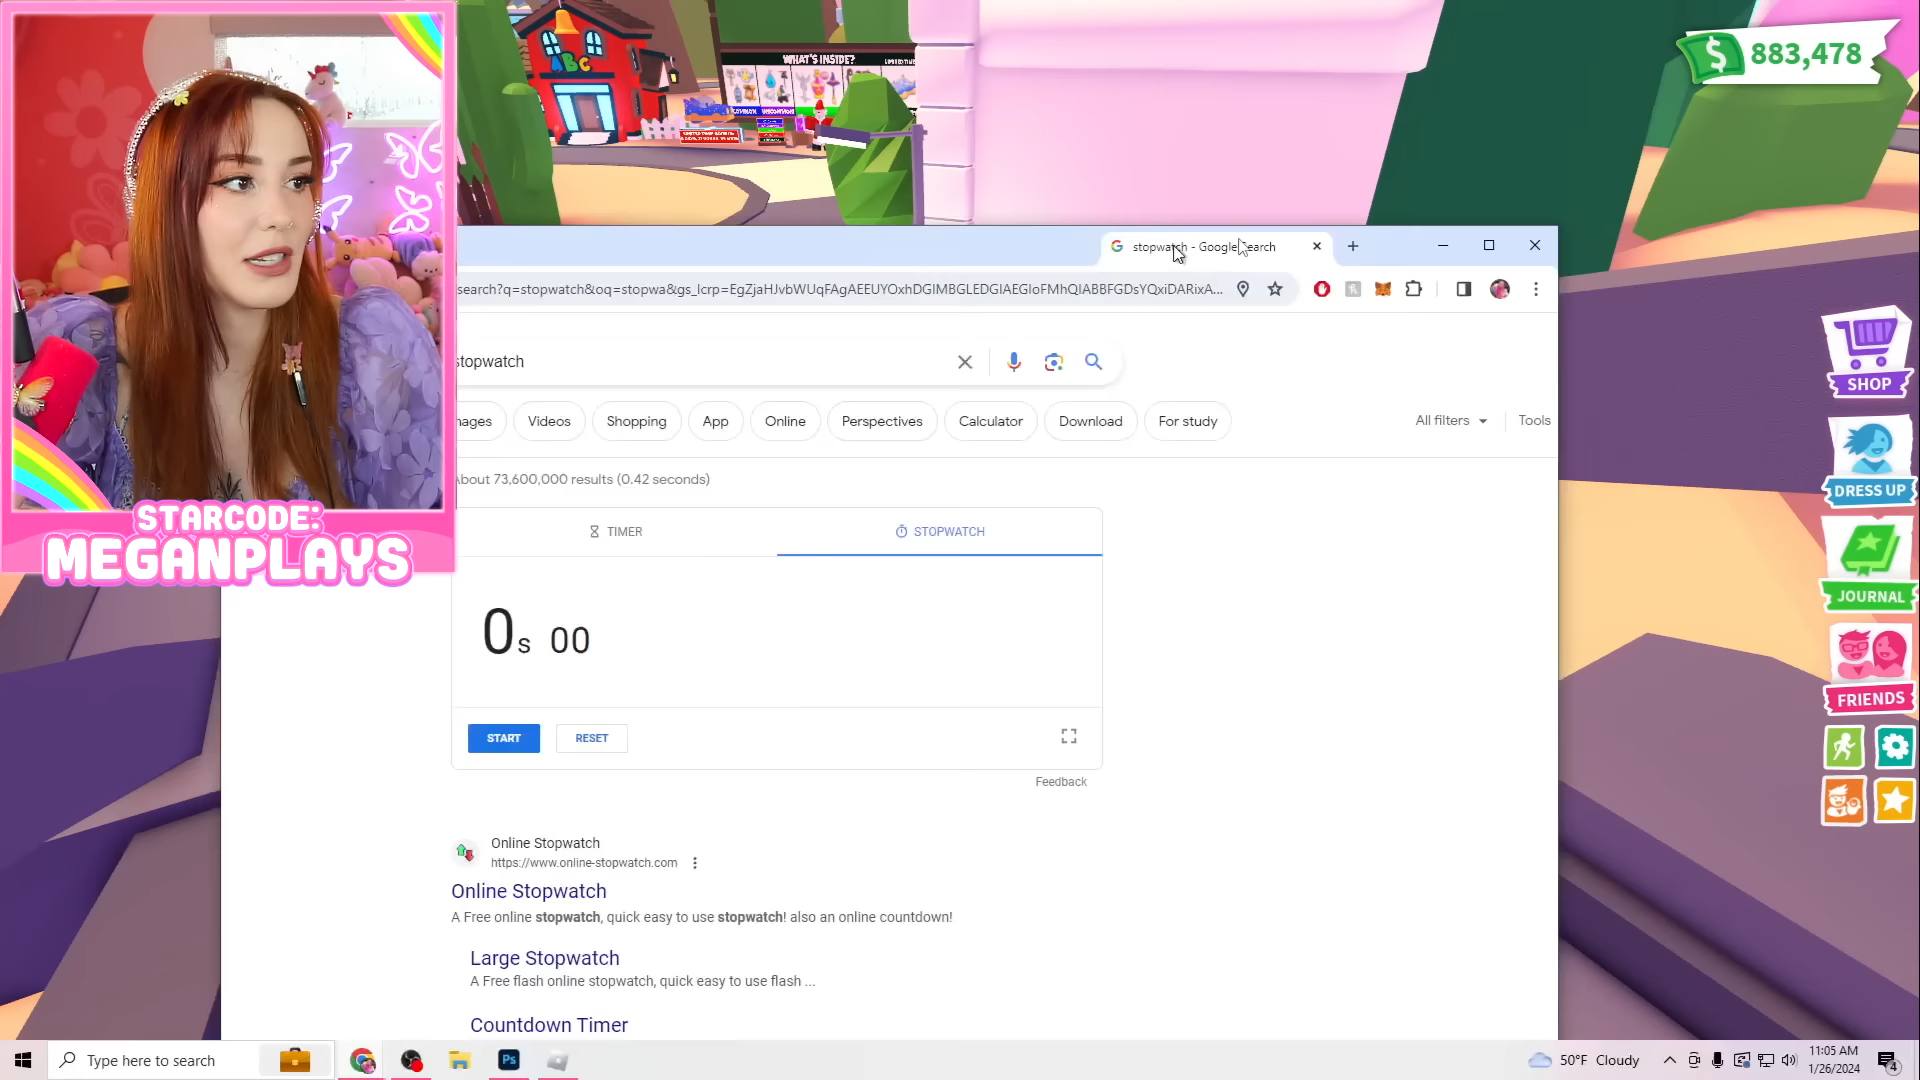 ABC
WHAT'S INSIDE?
883,478
stopwatch - Google Search
search?q=stopwatch&oq=stopwa&gs_lcrp=EgZjaHJvbWUqFAgAEEUYOxhDGIMBGLEDGIAEGIoFMhQIABBFGDsYQxiDARixA...
stopwatch
mages
Videos
Shopping
App
Online
Perspectives
Calculator
Download
For study
All filters
Tools
About 73,600,000 results (0.42 seconds)
TIMER
STOPWATCH
0s 00
START
RESET
Feedback
Online Stopwatch
https://www.online-stopwatch.com
Online Stopwatch
A Free online stopwatch, quick easy to use stopwatch! also an online countdown!
Large Stopwatch
A Free flash online stopwatch, quick easy to use flash ...
Countdown Timer
STARCODE:
MEGANPLAYS
SHOP
DRESS UP
JOURNAL
FRIENDS
Type here to search
Ps
50°F Cloudy
11:05 AM
1/26/2024
4